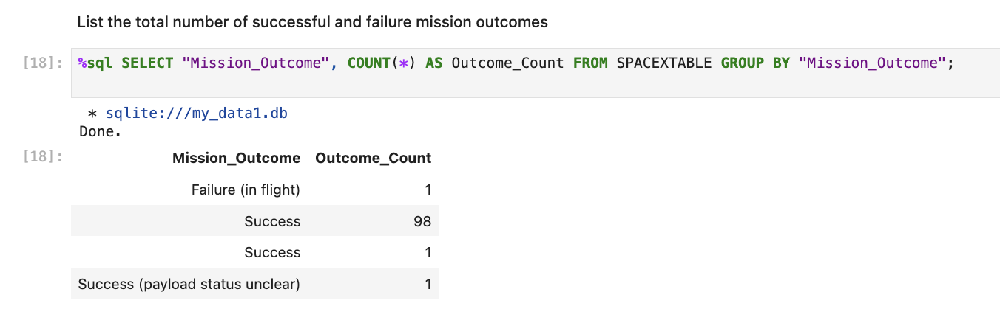 List the total number of successful and failure mission outcomes
[18]: %sql SELECT "Mission_Outcome", COUNT(*) AS Outcome_Count FROM SPACEXTABLE GROUP BY "Mission_Outcome";
* sqlite:///my_data1.db
Done.
[18]: Mission_Outcome Outcome_Count
Failure (in flight) 1
Success 98
Success 1
Success (payload status unclear) 1